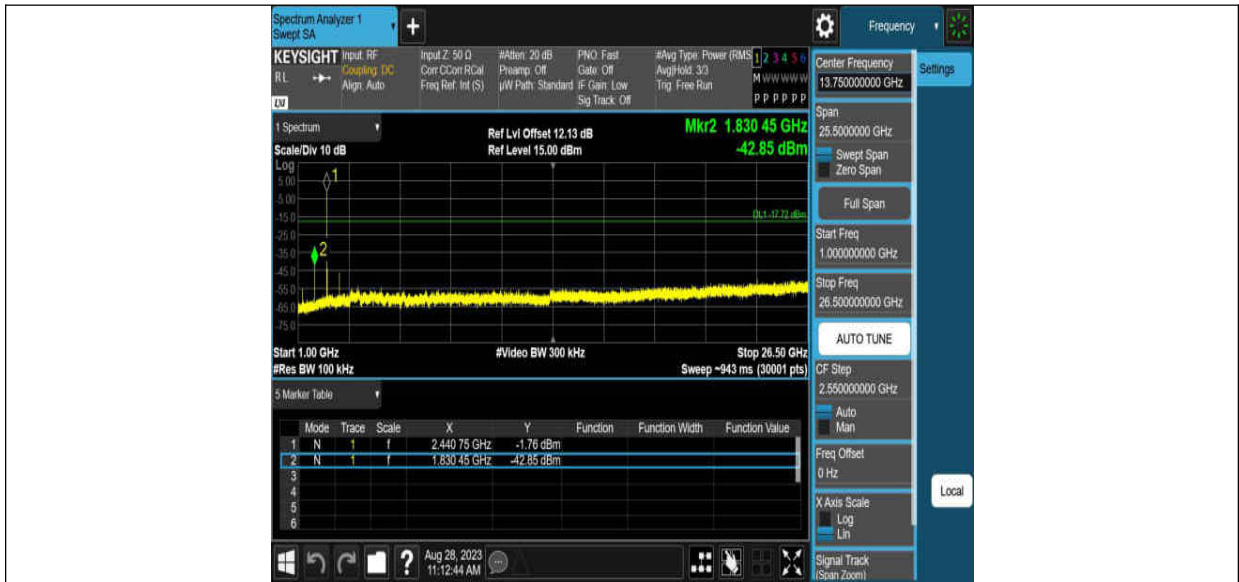 Spectrum Analyzer 1
Swept SA
+
Frequency
KEYSIGHT
RL
LXI
Input: RF
Coupling: DC
Align: Auto
Input Z: 50 Ω
Corr CCorr RCal
Freq Ref: Int (S)
#Atten: 20 dB
Preamp: Off
µW Path: Standard
PNO: Fast
Gate: Off
IF Gain: Low
Sig Track: Off
#Avg Type: Power (RMS
Avg|Hold: 3/3
Trig: Free Run
1 2 3 4 5 6
M W W W W W
P P P P P P
Center Frequency
13.750000000 GHz
Settings
Span
25.5000000 GHz
Swept Span
Zero Span
Full Span
Start Freq
1.000000000 GHz
Stop Freq
26.500000000 GHz
AUTO TUNE
CF Step
2.550000000 GHz
Auto
Man
Freq Offset
0 Hz
X Axis Scale
Log
Lin
Signal Track
(Span Zoom)
Local
1 Spectrum
Scale/Div 10 dB
Ref Lvl Offset 12.13 dB
Ref Level 15.00 dBm
Mkr2 1.830 45 GHz
-42.85 dBm
Log
5.00
-5.00
-15.0
-25.0
-35.0
-45.0
-55.0
-65.0
-75.0
1
2
DL1 -17.72 dBm
Start 1.00 GHz
#Res BW 100 kHz
#Video BW 300 kHz
Stop 26.50 GHz
Sweep ~943 ms (30001 pts)
5 Marker Table
Mode Trace Scale X Y Function Function Width Function Value
1 N 1 f 2.440 75 GHz -1.76 dBm
2 N 1 f 1.830 45 GHz -42.85 dBm
3
4
5
6
?
Aug 28, 2023
11:12:44 AM